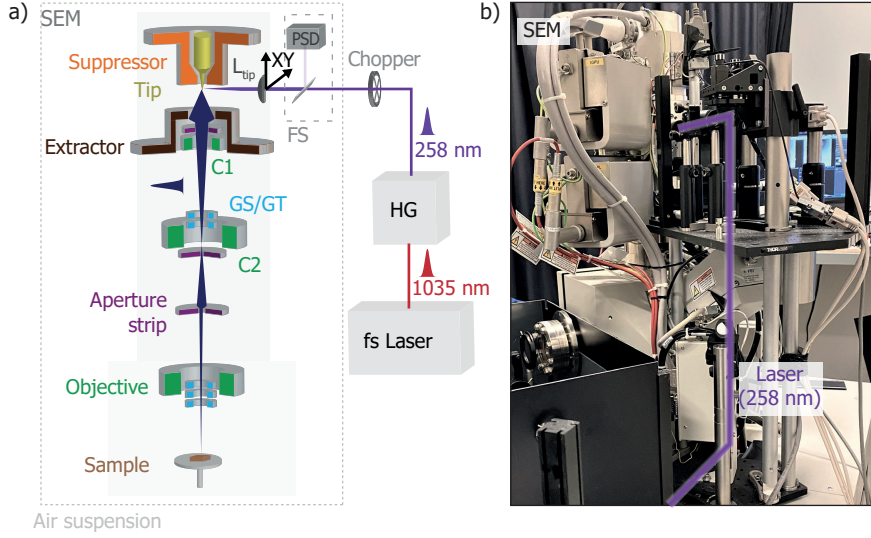 a)
SEM
Suppressor
Tip
L_tip
XY
PSD
FS
Chopper
Extractor
C1
258 nm
GS/GT
HG
C2
1035 nm
Aperture
strip
fs Laser
Objective
Sample
Air suspension
b)
SEM
Laser
(258 nm)